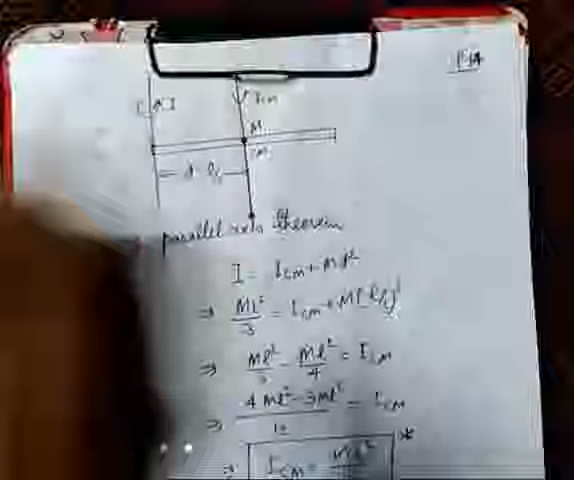 I
Icm
M
CM
d = l/2
parallel axis theorem
I = Icm + Md²
⇒ Ml²/3 = Icm + M(l/2)²
⇒ Ml²/3 - Ml²/4 = Icm
⇒ 4Ml² - 3Ml²/12 = Icm
⇒ Icm = Ml² *